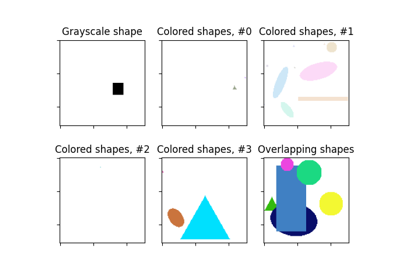 Grayscale shape
Colored shapes, #0
Colored shapes, #1
Colored shapes, #2
Colored shapes, #3
Overlapping shapes